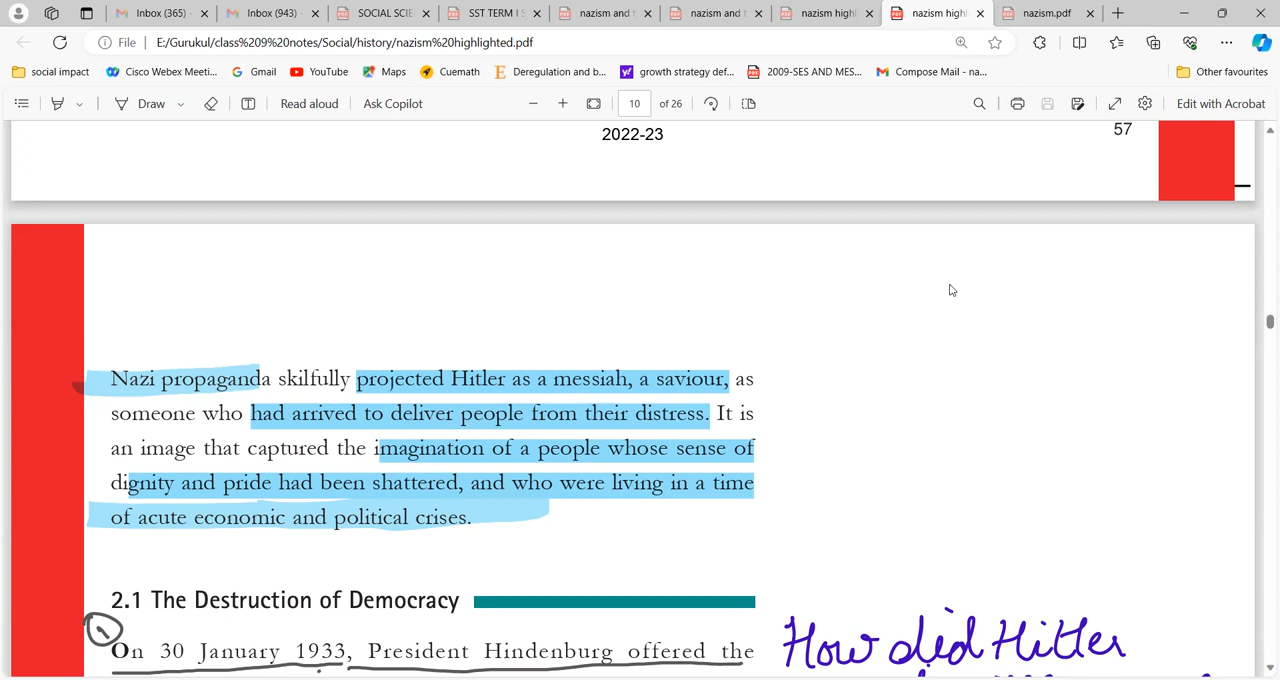 Inbox (365)
Inbox (943)
SOCIAL SCIE
SST TERM I S
nazism and t
nazism and t
nazism high
nazism high
nazism.pdf
File
E:/Gurukul/class%209%20notes/Social/history/nazism%20highlighted.pdf
social impact
Cisco Webex Meeti...
Gmail
YouTube
Maps
Cuemath
Deregulation and b...
growth strategy def...
2009-SES AND MES...
Compose Mail - na...
Other favourites
Draw
Read aloud
Ask Copilot
10
of 26
Edit with Acrobat
2022-23
57
Nazi propaganda skilfully projected Hitler as a messiah, a saviour, as
someone who had arrived to deliver people from their distress. It is
an image that captured the imagination of a people whose sense of
dignity and pride had been shattered, and who were living in a time
of acute economic and political crises.
2.1 The Destruction of Democracy
On 30 January 1933, President Hindenburg offered the
How did Hitler